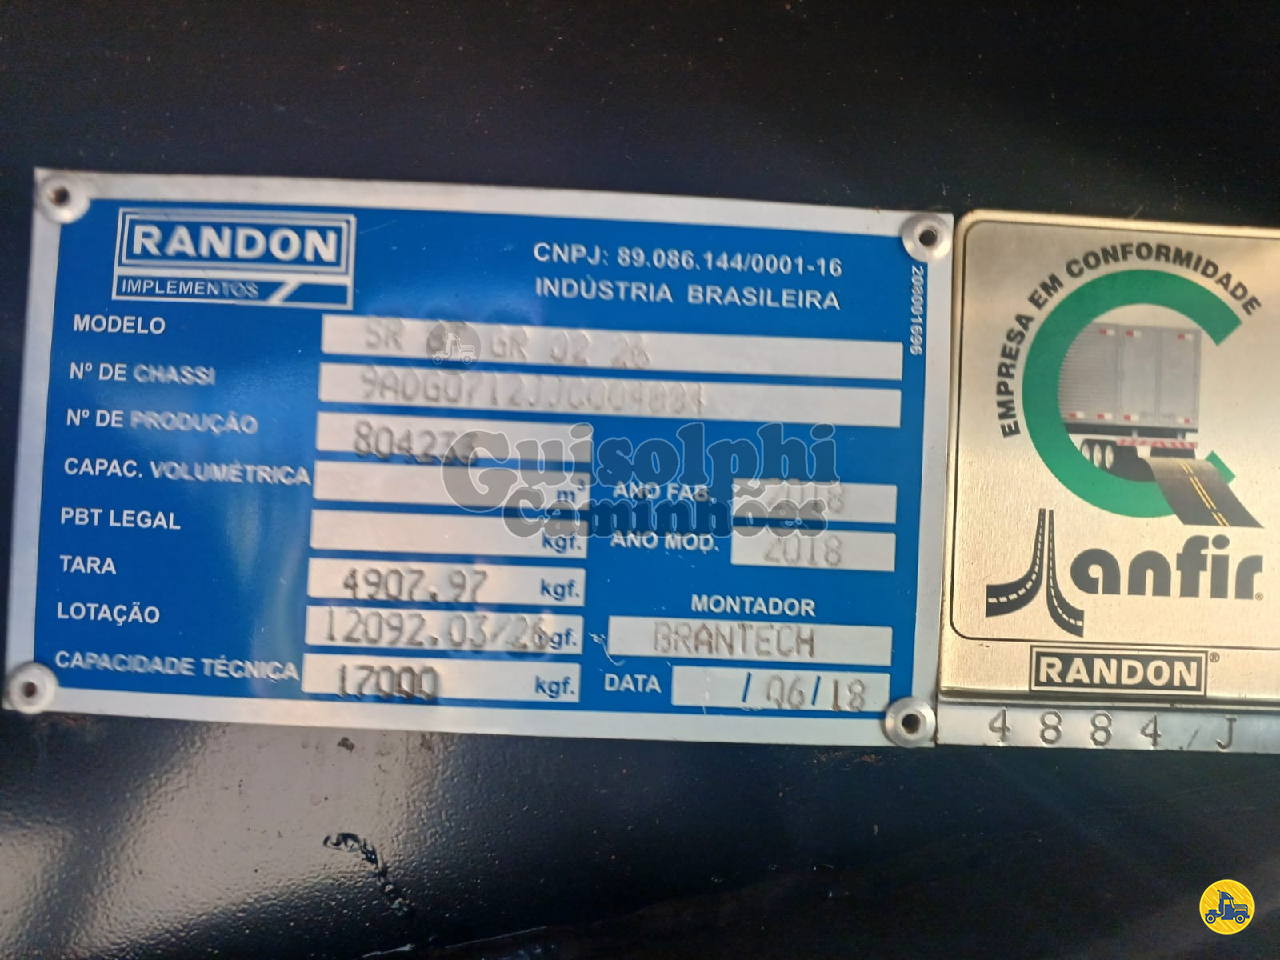 RANDON
IMPLEMENTOS
CNPJ: 89.086.144/0001-16
INDÚSTRIA BRASILEIRA
209001696
MODELO SR GR 02 26
Nº DE CHASSI
Nº DE PRODUÇÃO
CAPAC. VOLUMÉTRICA m³
PBT LEGAL kgf.
TARA 4907.97 kgf.
LOTAÇÃO 12092.03/26 gf.
CAPACIDADE TÉCNICA 17000 kgf.
ANO FAB. 2018
ANO MOD. 2018
MONTADOR
BRANTECH
DATA / 06/18
Guisolphi
Caminhões
EMPRESA EM CONFORMIDADE
anfir
RANDON
4884/J